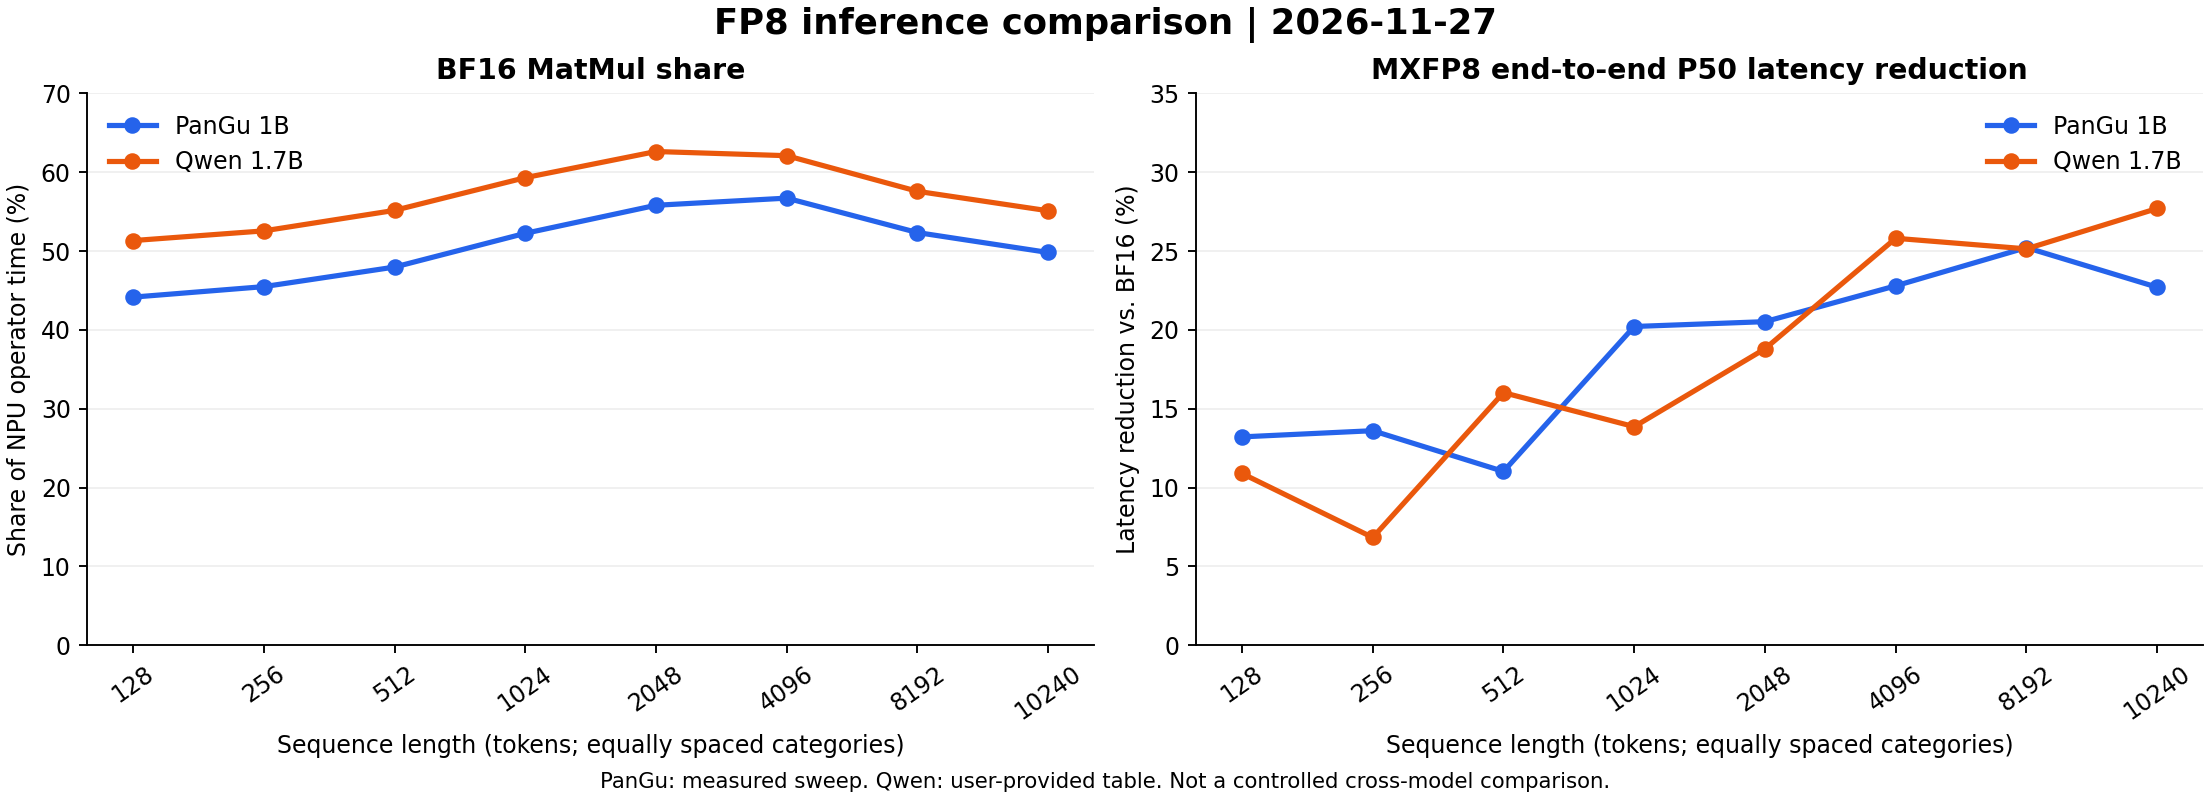 FP8 inference comparison | 2026-11-27
BF16 MatMul share
70
60
50
40
30
20
10
0
Share of NPU operator time (%)
PanGu 1B
Qwen 1.7B
128
256
512
1024
2048
4096
8192
10240
Sequence length (tokens; equally spaced categories)
MXFP8 end-to-end P50 latency reduction
35
30
25
20
15
10
5
0
Latency reduction vs. BF16 (%)
PanGu 1B
Qwen 1.7B
128
256
512
1024
2048
4096
8192
10240
Sequence length (tokens; equally spaced categories)
PanGu: measured sweep. Qwen: user-provided table. Not a controlled cross-model comparison.